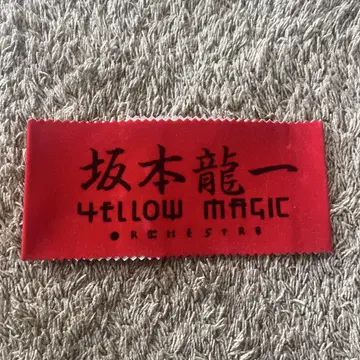 坂本龍一
YELLOW MAGIC
ORCHESTRA